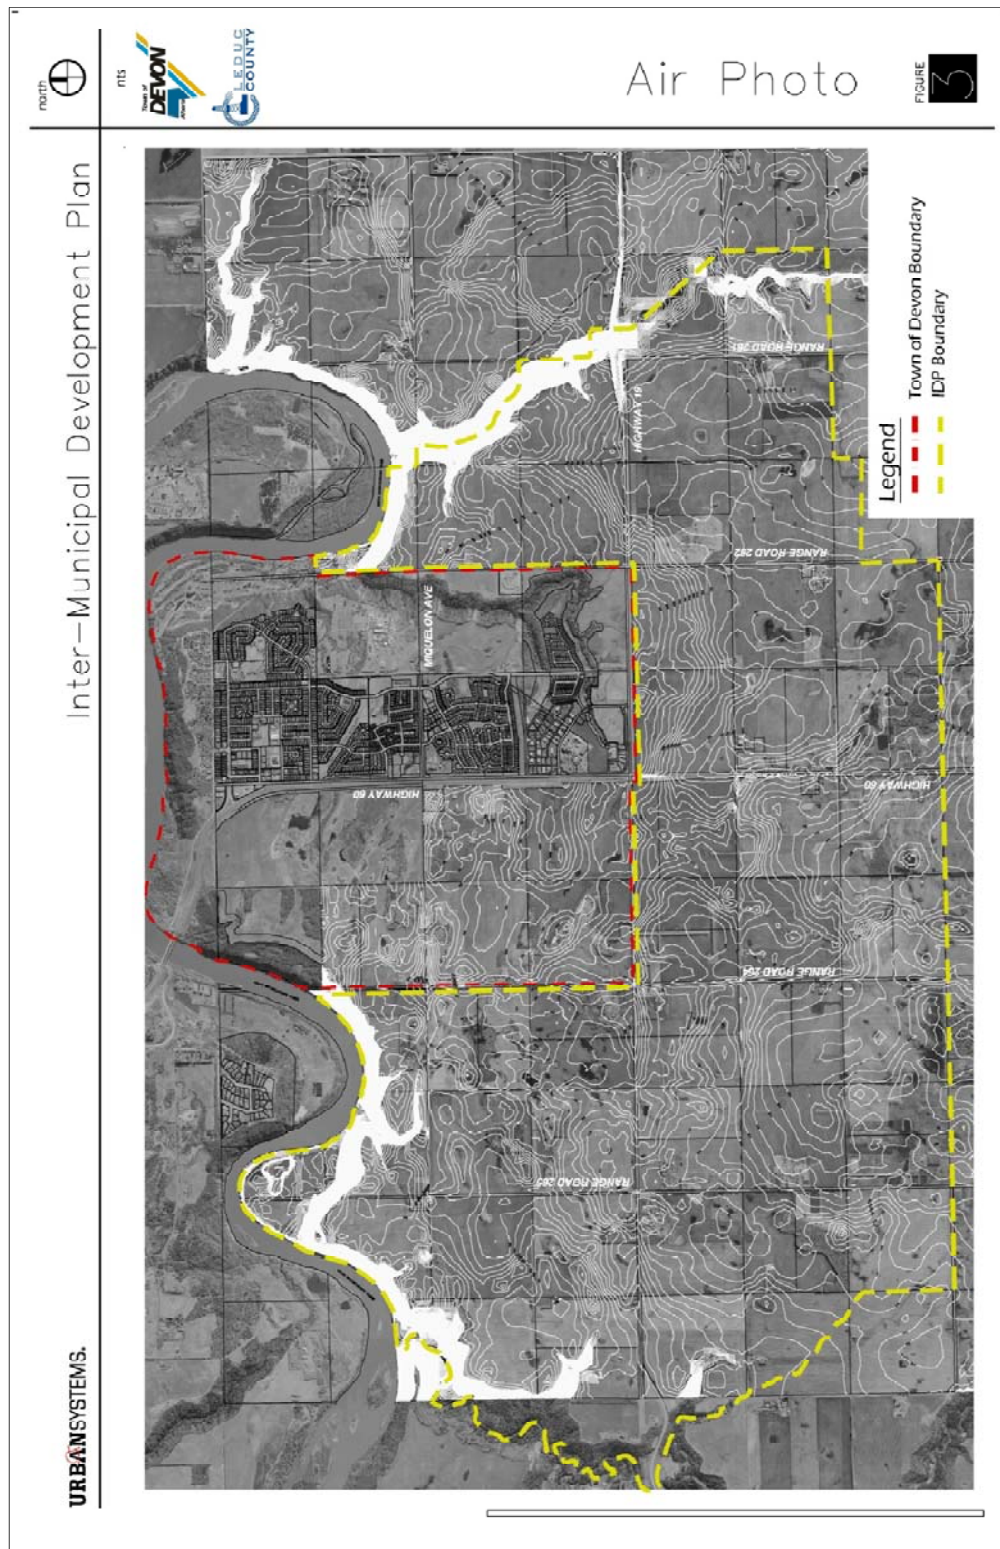 Inter—Municipal Development Plan
north
nts
Town of
DEVON
Alberta
LEDUC
COUNTY
Air Photo
FIGURE
3
URBANSYSTEMS.
MIQUELON AVE
HIGHWAY 60
HIGHWAY 19
RANGE ROAD 261
RANGE ROAD 262
HIGHWAY 60
RANGE ROAD 264
RANGE ROAD 265
Legend
Town of Devon Boundary
IDP Boundary